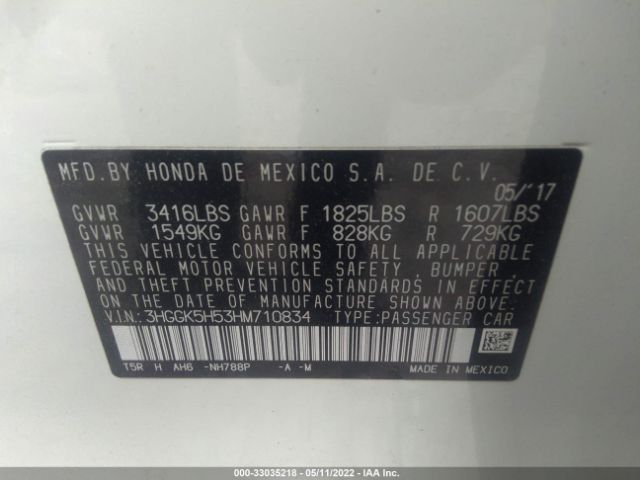 MFD.BY HONDA DE MEXICO S.A. DE C.V.
05/'17
GVWR 3416LBS GAWR F 1825LBS R 1607LBS
GVWR 1549KG GAWR F 828KG R 729KG
THIS VEHICLE CONFORMS TO ALL APPLICABLE
FEDERAL MOTOR VEHICLE SAFETY, BUMPER,
AND THEFT PREVENTION STANDARDS IN EFFECT
ON THE DATE OF MANUFACTURE SHOWN ABOVE.
V.I.N.: 3HGGK5H53HM710834 TYPE:PASSENGER CAR
T5R H AH6 -NH788P -A -M MADE IN MEXICO
000-33035218 - 05/11/2022 - IAA Inc.